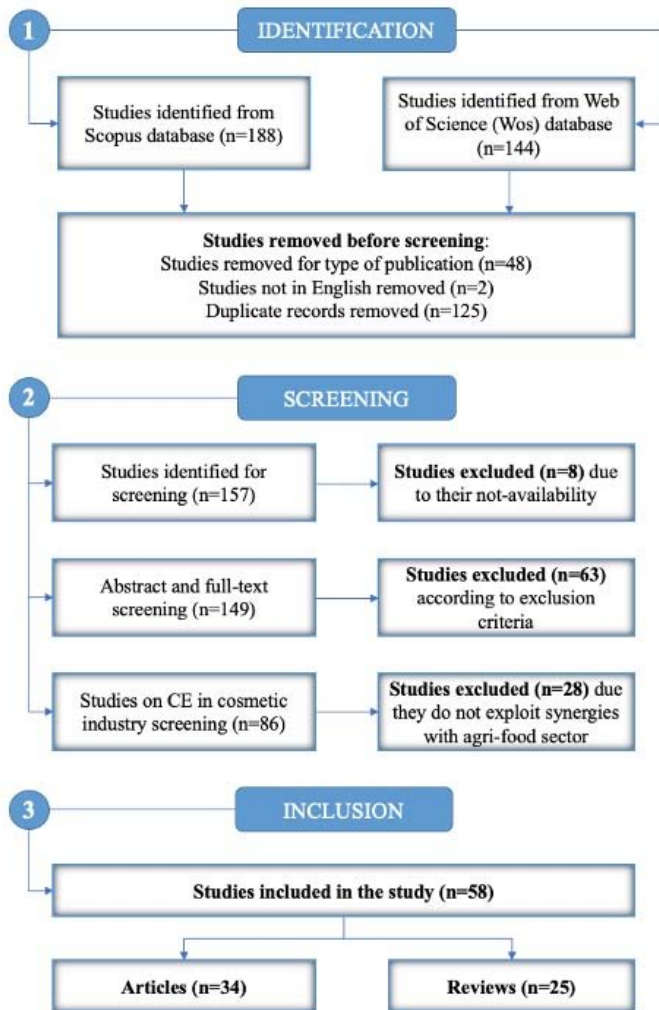 1
IDENTIFICATION
Studies identified from
Scopus database (n=188)
Studies identified from Web
of Science (Wos) database
(n=144)
Studies removed before screening:
Studies removed for type of publication (n=48)
Studies not in English removed (n=2)
Duplicate records removed (n=125)
2
SCREENING
Studies identified for
screening (n=157)
Studies excluded (n=8) due
to their not-availability
Abstract and full-text
screening (n=149)
Studies excluded (n=63)
according to exclusion
criteria
Studies on CE in cosmetic
industry screening (n=86)
Studies excluded (n=28) due
they do not exploit synergies
with agri-food sector
3
INCLUSION
Studies included in the study (n=58)
Articles (n=34)
Reviews (n=25)